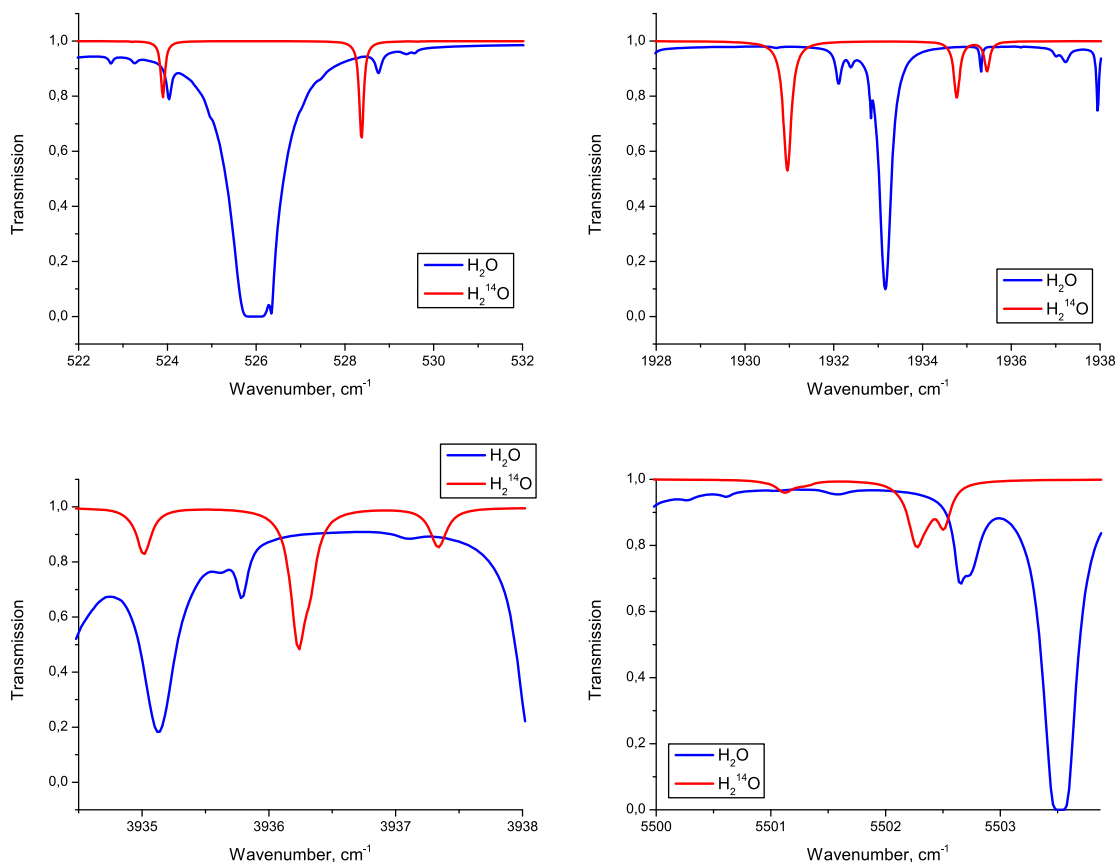 1,0
0,8
0,6
0,4
0,2
0,0
Transmission
H₂O
H₂¹⁴O
522 524 526 528 530 532
Wavenumber, cm⁻¹
1,0
0,8
0,6
0,4
0,2
0,0
Transmission
H₂O
H₂¹⁴O
1928 1930 1932 1934 1936 1938
Wavenumber, cm⁻¹
H₂O
H₂¹⁴O
1,0
0,8
0,6
0,4
0,2
0,0
Transmission
3935 3936 3937 3938
Wavenumber, cm⁻¹
1,0
0,8
0,6
0,4
0,2
0,0
Transmission
H₂O
H₂¹⁴O
5500 5501 5502 5503
Wavenumber, cm⁻¹